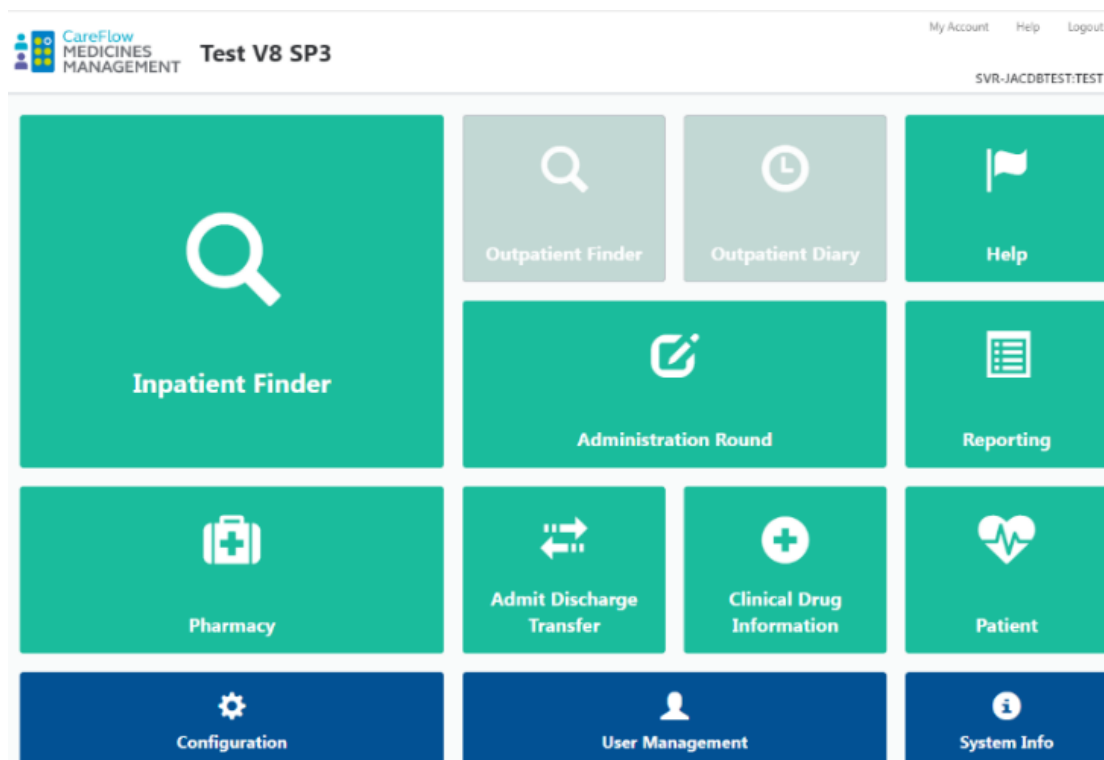 CareFlow
MEDICINES
MANAGEMENT
Test V8 SP3
My Account Help Logout
SVR-JACDBTEST:TEST
Inpatient Finder
Outpatient Finder
Outpatient Diary
Help
Administration Round
Reporting
Pharmacy
Admit Discharge
Transfer
Clinical Drug
Information
Patient
Configuration
User Management
System Info